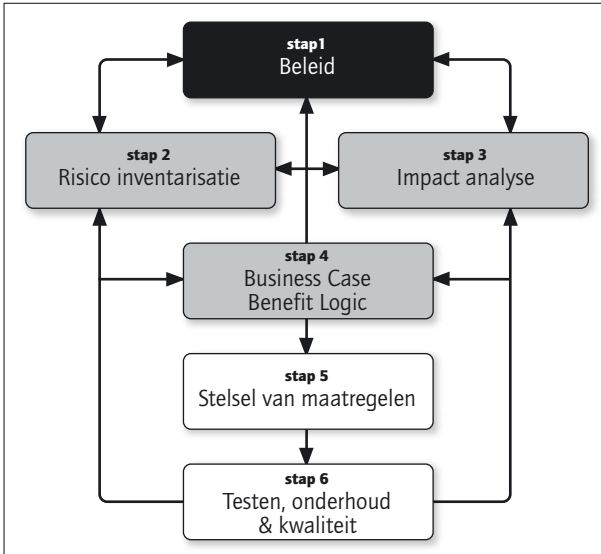 stap1
Beleid
stap 2
Risico inventarisatie
stap 3
Impact analyse
stap 4
Business Case
Benefit Logic
stap 5
Stelsel van maatregelen
stap 6
Testen, onderhoud
& kwaliteit